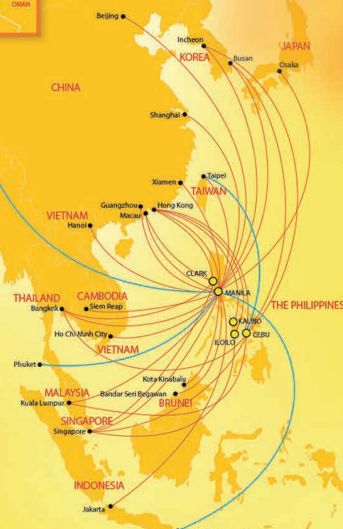 OMAN
Beijing
Incheon
KOREA
Busan
JAPAN
Osaka
CHINA
Shanghai
Taipei
Xiamen
TAIWAN
Guangzhou
Hong Kong
Macau
VIETNAM
Hanoi
CLARK
MANILA
THAILAND
CAMBODIA
Siem Reap
Bangkok
THE PHILIPPINES
KALIBO
Ho Chi Minh City
CEBU
ILOILO
VIETNAM
Phuket
Kota Kinabalu
MALAYSIA
Bandar Seri Begawan
Kuala Lumpur
BRUNEI
SINGAPORE
Singapore
INDONESIA
Jakarta